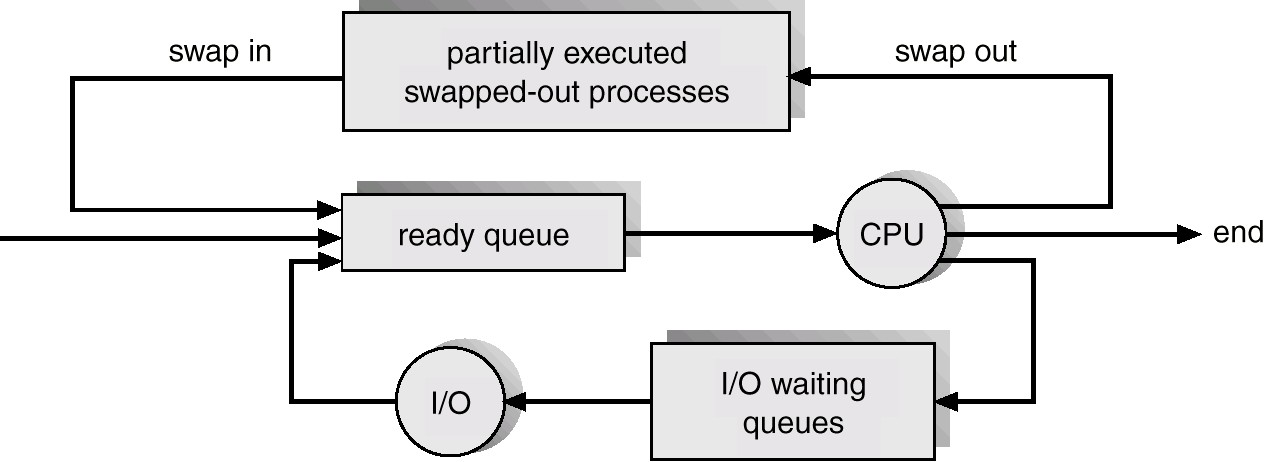 swap in
partially executed
swapped-out processes
swap out
ready queue
CPU
end
I/O
I/O waiting
queues